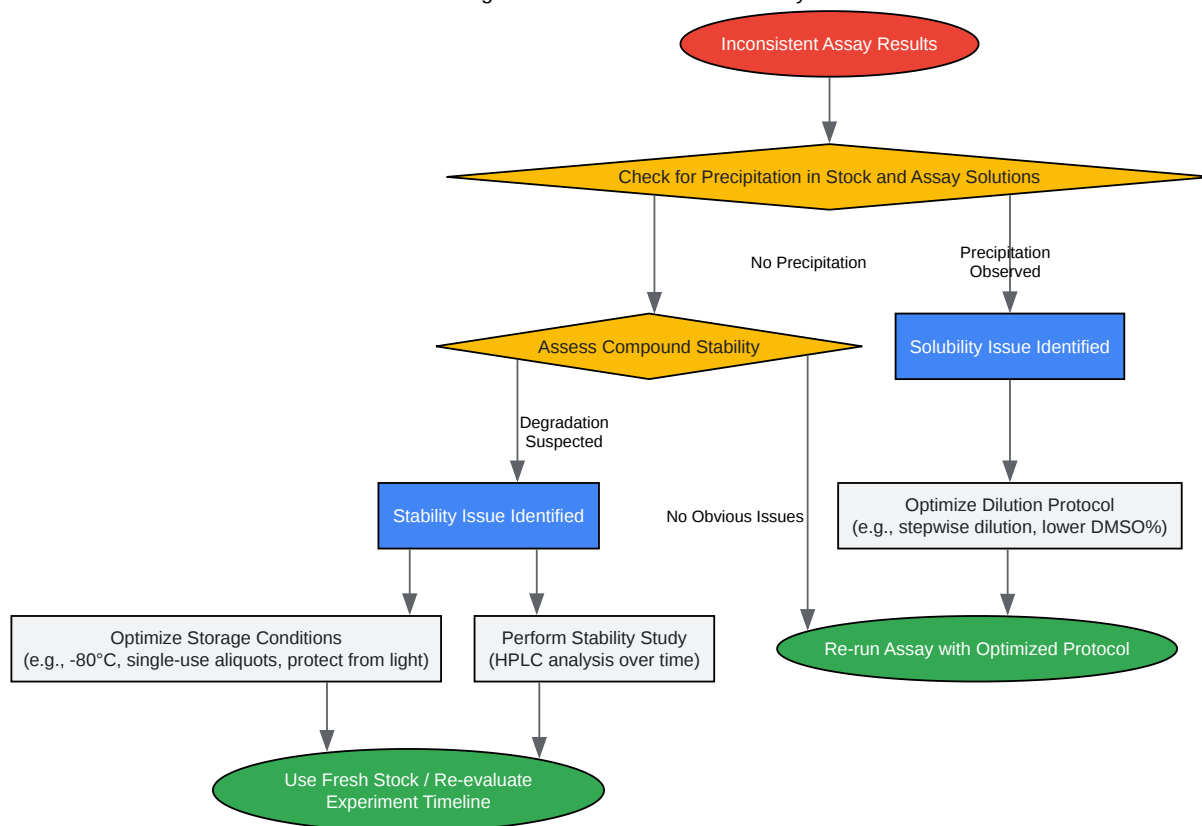 Inconsistent Assay Results
Check for Precipitation in Stock and Assay Solutions
No Precipitation
Precipitation
Observed
Assess Compound Stability
Solubility Issue Identified
Degradation
Suspected
Stability Issue Identified
No Obvious Issues
Optimize Dilution Protocol
(e.g., stepwise dilution, lower DMSO%)
Optimize Storage Conditions
(e.g., -80°C, single-use aliquots, protect from light)
Perform Stability Study
(HPLC analysis over time)
Re-run Assay with Optimized Protocol
Use Fresh Stock / Re-evaluate
Experiment Timeline